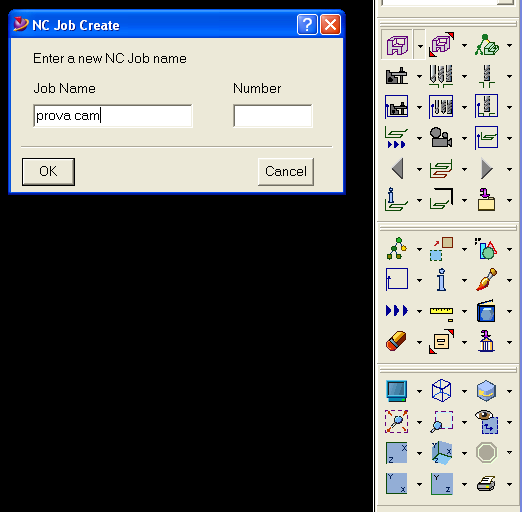 NC Job Create
Enter a new NC Job name
Job Name Number
prova cam
OK Cancel